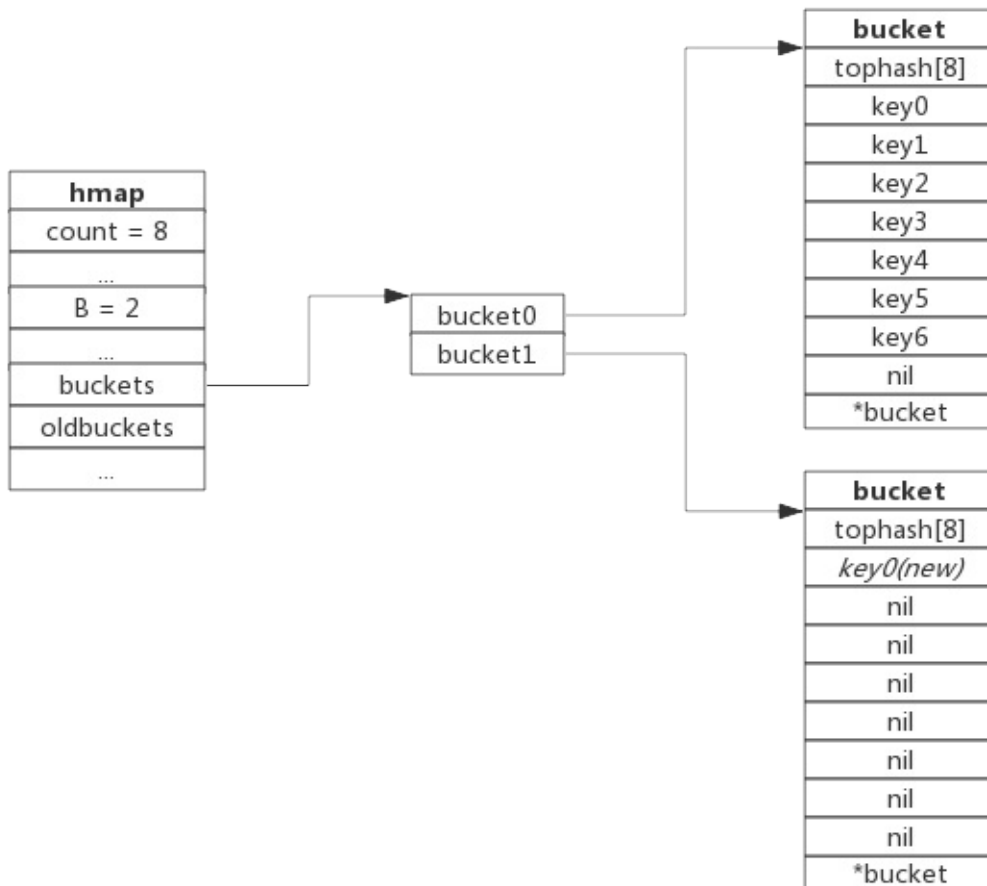 hmap
count = 8
...
B = 2
...
buckets
oldbuckets
...
bucket0
bucket1
bucket
tophash[8]
key0
key1
key2
key3
key4
key5
key6
nil
*bucket
bucket
tophash[8]
key0(new)
nil
nil
nil
nil
nil
nil
nil
*bucket